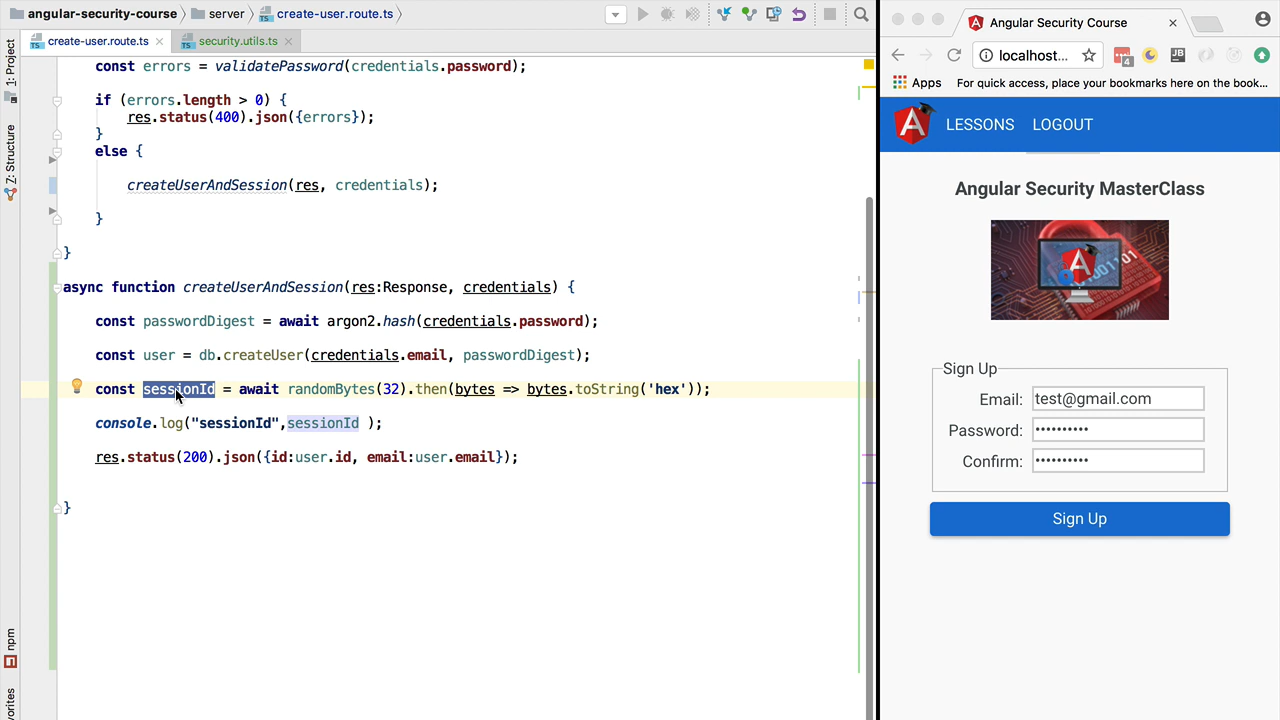 angular-security-course
server
create-user.route.ts
create-user.route.ts
security.utils.ts
1: Project
Z: Structure
npm
const errors = validatePassword(credentials.password);
if (errors.length > 0) {
res.status(400).json({errors});
}
else {
createUserAndSession(res, credentials);
}
}
async function createUserAndSession(res:Response, credentials) {
const passwordDigest = await argon2.hash(credentials.password);
const user = db.createUser(credentials.email, passwordDigest);
const sessionId = await randomBytes(32).then(bytes => bytes.toString('hex'));
console.log("sessionId",sessionId );
res.status(200).json({id:user.id, email:user.email});
}
Angular Security Course
localhost...
4
JB
Apps
For quick access, place your bookmarks here on the book...
LESSONS
LOGOUT
Angular Security MasterClass
Sign Up
Email: test@gmail.com
Password: ••••••••••
Confirm: ••••••••••
Sign Up